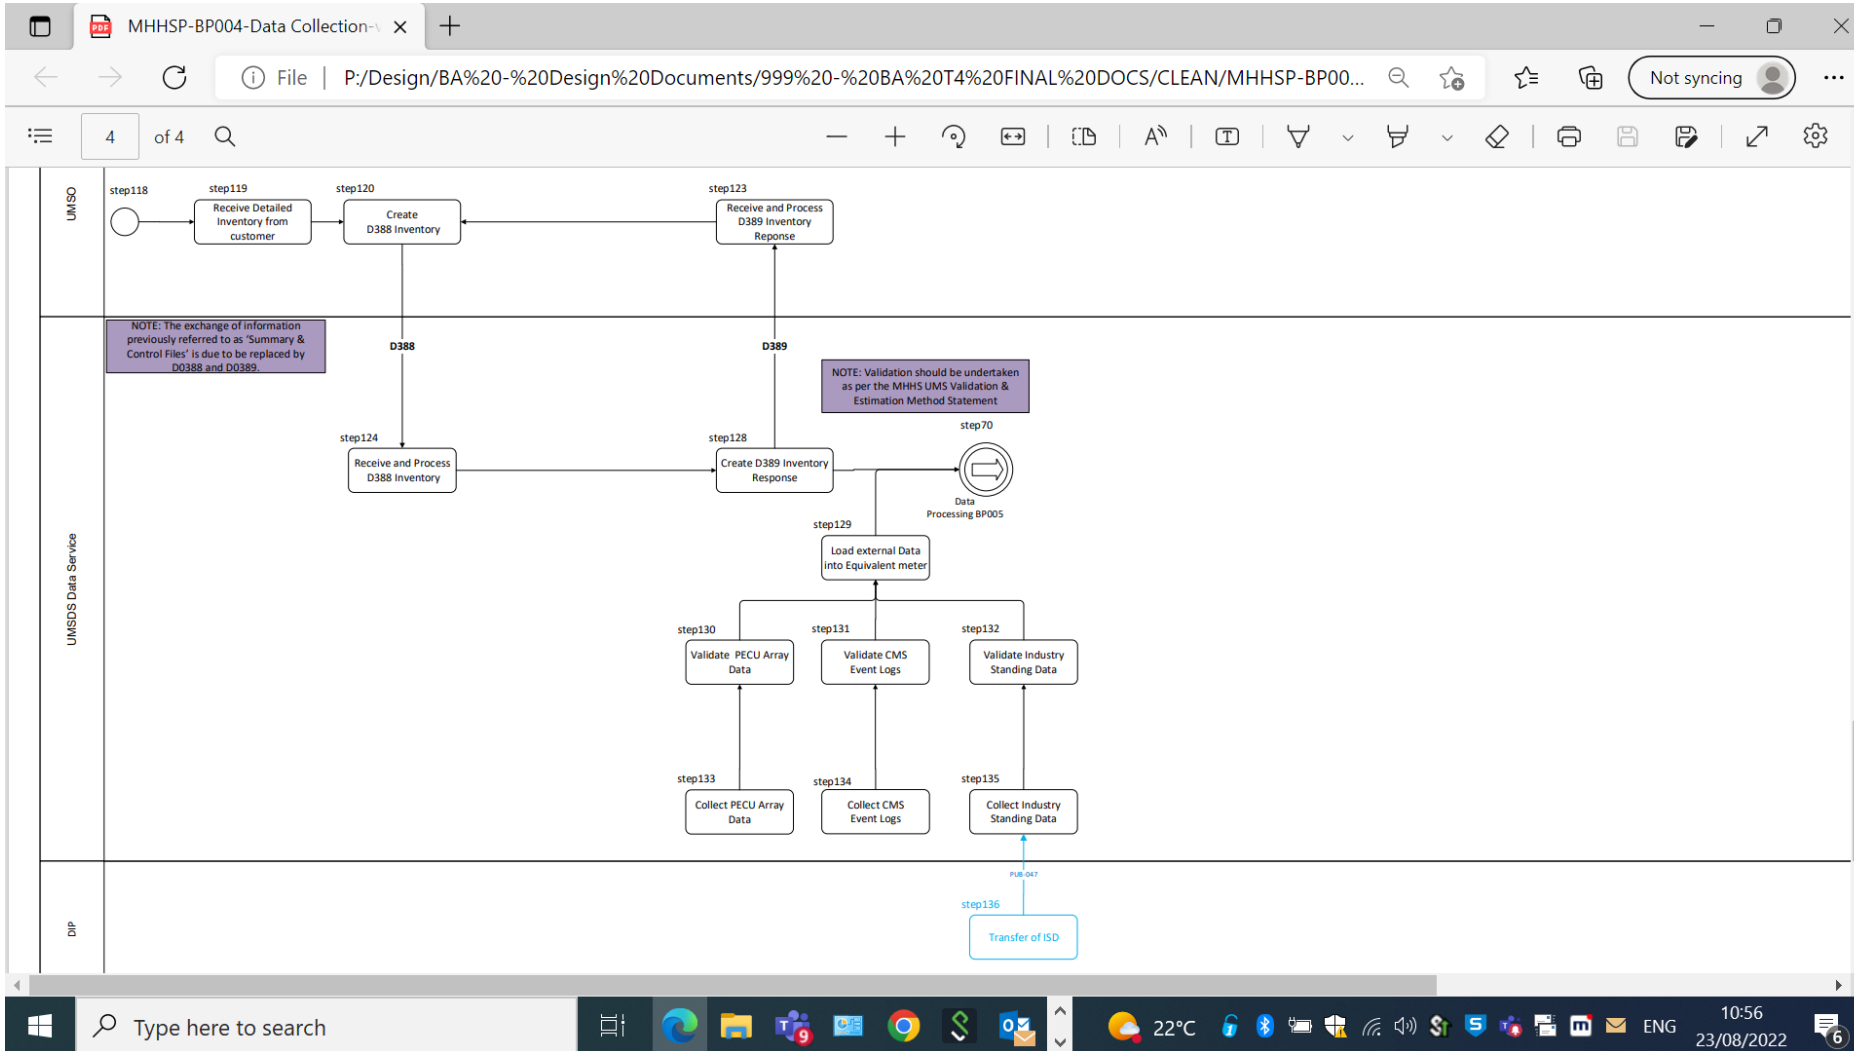 MHHSP-BP004-Data Collection-
File
P:/Design/BA%20-%20Design%20Documents/999%20-%20BA%20T4%20FINAL%20DOCS/CLEAN/MHHSP-BP00...
Not syncing
4
of 4
UMSO
step118
step119
Receive Detailed
Inventory from
customer
step120
Create
D388 Inventory
step123
Receive and Process
D389 Inventory
Reponse
NOTE: The exchange of information
previously referred to as ‘Summary &
Control Files’ is due to be replaced by
D0388 and D0389.
D388
D389
NOTE: Validation should be undertaken
as per the MHHS UMS Validation &
Estimation Method Statement
UMSDS Data Service
step124
Receive and Process
D388 Inventory
step128
Create D389 Inventory
Response
step70
Data
Processing BP005
step129
Load external Data
into Equivalent meter
step130
Validate PECU Array
Data
step131
Validate CMS
Event Logs
step132
Validate Industry
Standing Data
step133
Collect PECU Array
Data
step134
Collect CMS
Event Logs
step135
Collect Industry
Standing Data
PUB-047
DIP
step136
Transfer of ISD
Type here to search
9
22°C
ENG
10:56
23/08/2022
6